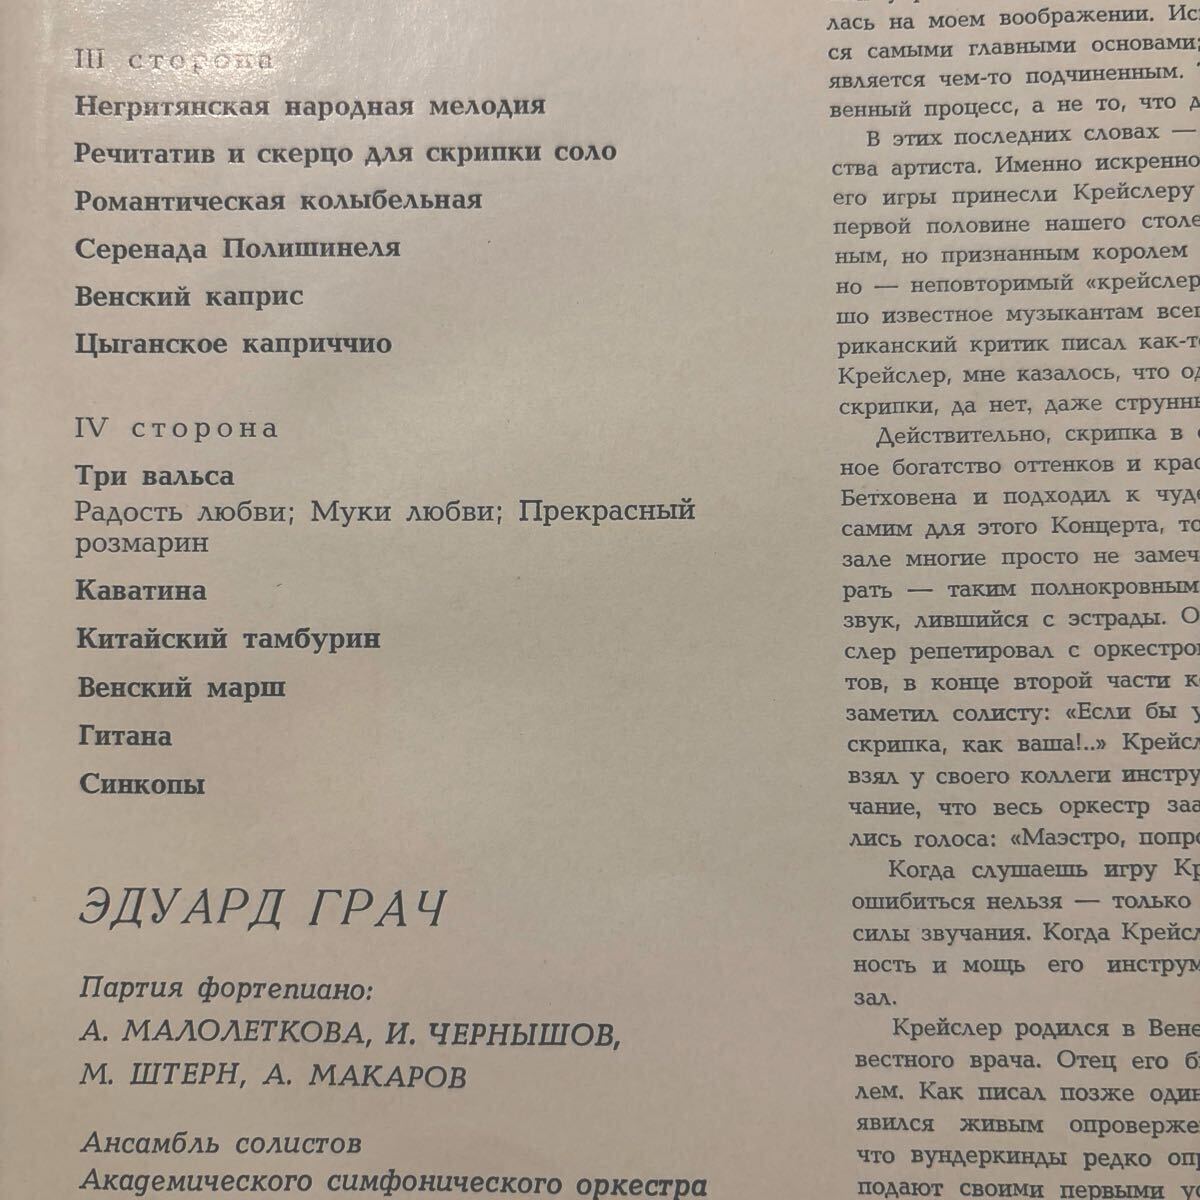 III сторона
Негритянская народная мелодия
Речитатив и скерцо для скрипки соло
Романтическая колыбельная
Серенада Полишинеля
Венский каприс
Цыганское каприччио
IV сторона
Три вальса
Радость любви; Муки любви; Прекрасный
розмарин
Каватина
Китайский тамбурин
Венский марш
Гитана
Синкопы
ЭДУАРД ГРАЧ
Партия фортепиано:
А. МАЛОЛЕТКОВА, И. ЧЕРНЫШОВ,
М. ШТЕРН, А. МАКАРОВ
Ансамбль солистов
Академического симфонического оркестра
лась на моем воображении.
ся самыми главными основами;
является чем-то подчиненным.
венный процесс, а не то, что
В этих последних словах —
ства артиста. Именно искренно
его игры принесли Крейслеру
первой половине нашего столе
ным, но признанным королем
но — неповторимый «крейслер
шо известное музыкантам всег
риканский критик писал как-т
Крейслер, мне казалось, что од
скрипки, да нет, даже струнн
Действительно, скрипка в
ное богатство оттенков и крас
Бетховена и подходил к чуде
самим для этого Концерта, то
зале многие просто не замеч
рать — таким полнокровным
звук, лившийся с эстрады. О
слер репетировал с оркестро
тов, в конце второй части к
заметил солисту: «Если бы у
скрипка, как ваша!..» Крейсл
взял у своего коллеги инстру
чание, что весь оркестр заа
лись голоса: «Маэстро, попро
Когда слушаешь игру Кр
ошибиться нельзя — только
силы звучания. Когда Крейсл
ность и мощь его инструм
зал.
Крейслер родился в Вене
вестного врача. Отец его б
лем. Как писал позже один
явился живым опроверже
что вундеркинды редко опр
подают своими первыми ус